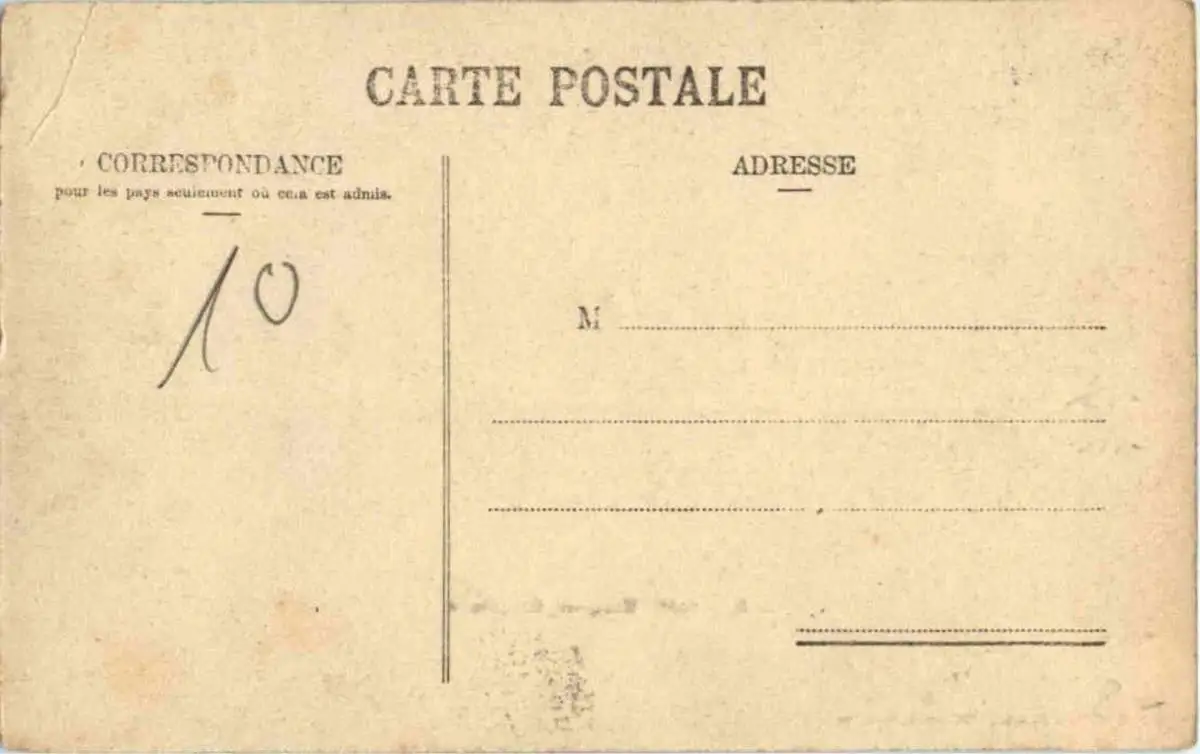 CARTE POSTALE
CORRESPONDANCE
pour les pays seulement où cela est admis.
10
ADRESSE
M